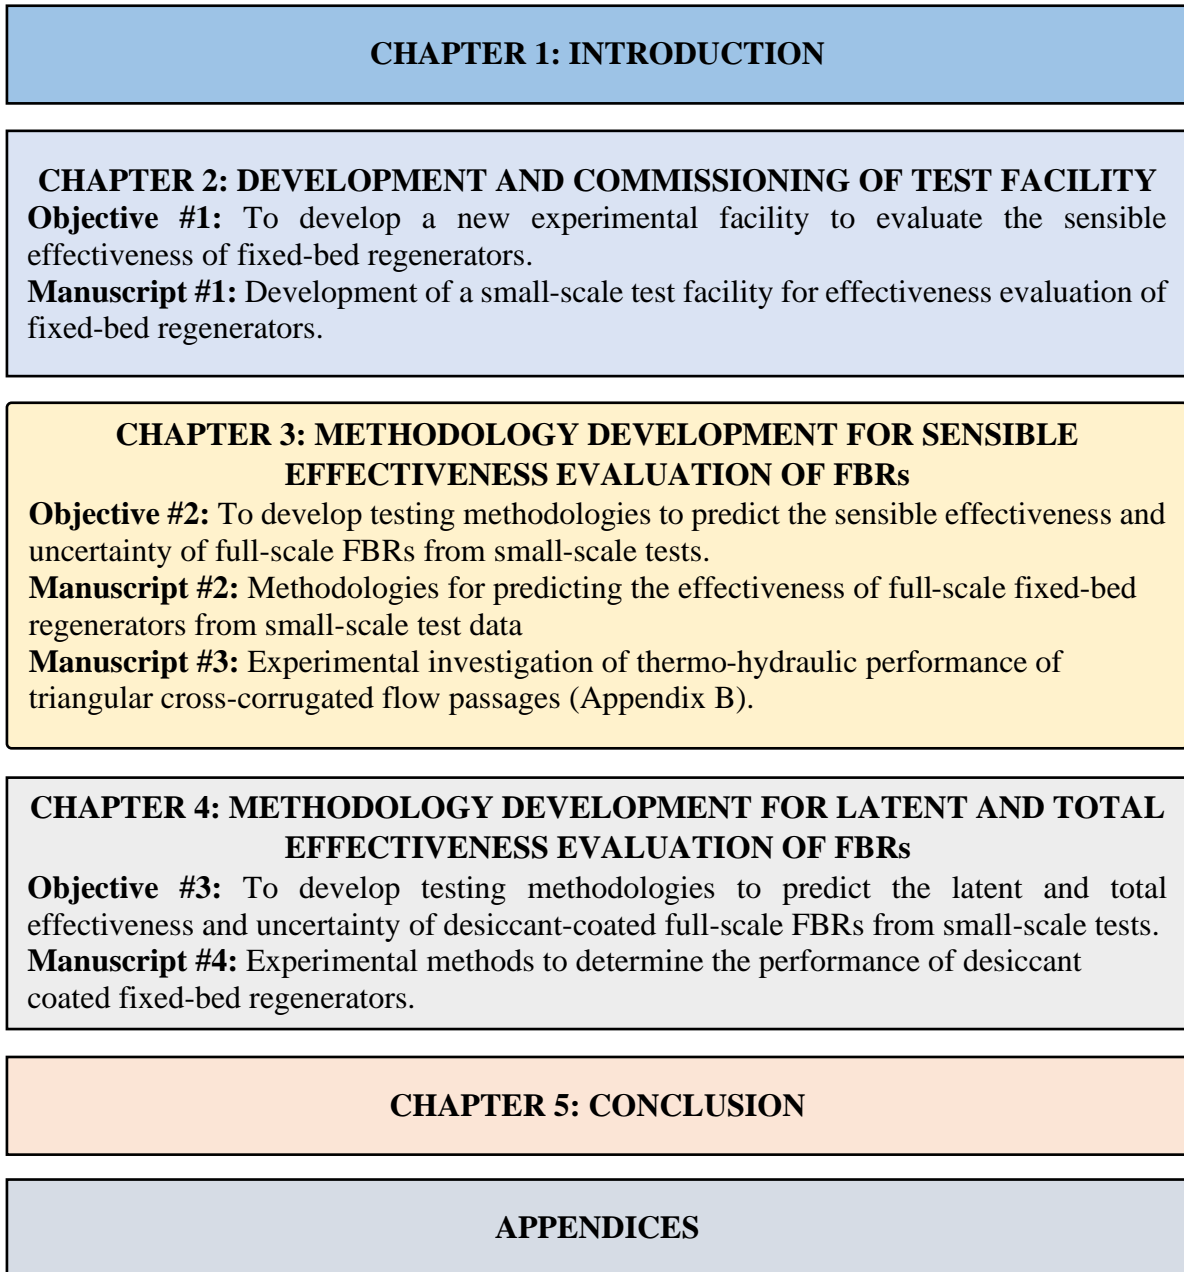 CHAPTER 1: INTRODUCTION
CHAPTER 2: DEVELOPMENT AND COMMISSIONING OF TEST FACILITY
Objective #1: To develop a new experimental facility to evaluate the sensible
effectiveness of fixed-bed regenerators.
Manuscript #1: Development of a small-scale test facility for effectiveness evaluation of
fixed-bed regenerators.
CHAPTER 3: METHODOLOGY DEVELOPMENT FOR SENSIBLE
EFFECTIVENESS EVALUATION OF FBRs
Objective #2: To develop testing methodologies to predict the sensible effectiveness and
uncertainty of full-scale FBRs from small-scale tests.
Manuscript #2: Methodologies for predicting the effectiveness of full-scale fixed-bed
regenerators from small-scale test data
Manuscript #3: Experimental investigation of thermo-hydraulic performance of
triangular cross-corrugated flow passages (Appendix B).
CHAPTER 4: METHODOLOGY DEVELOPMENT FOR LATENT AND TOTAL
EFFECTIVENESS EVALUATION OF FBRs
Objective #3: To develop testing methodologies to predict the latent and total
effectiveness and uncertainty of desiccant-coated full-scale FBRs from small-scale tests.
Manuscript #4: Experimental methods to determine the performance of desiccant
coated fixed-bed regenerators.
CHAPTER 5: CONCLUSION
APPENDICES